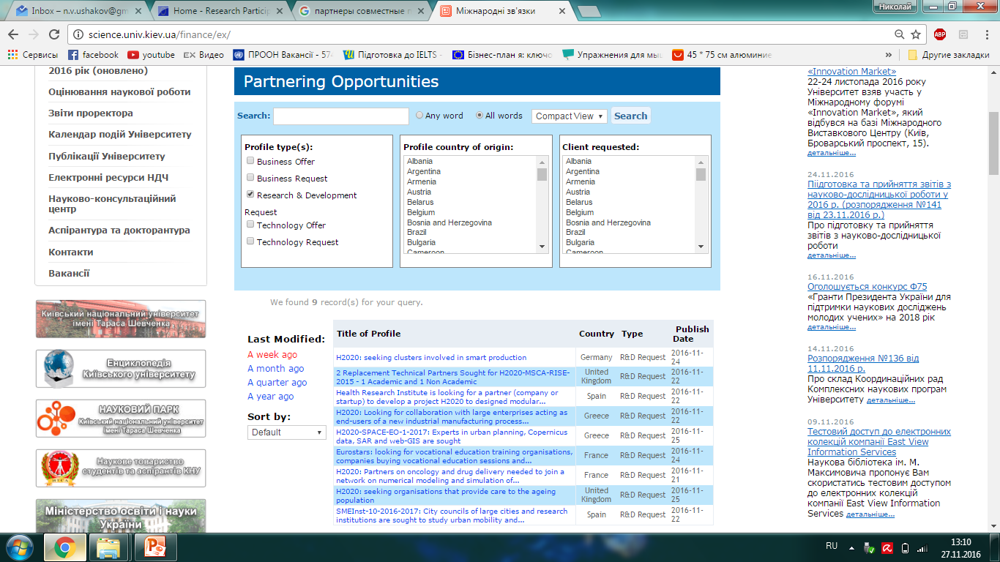 Inbox – n.v.ushakov@gm
Home - Research Particip
партнеры совместные п
Міжнародні зв'язки
Николай
science.univ.kiev.ua/finance/ex/
ABP
Сервисы
facebook
youtube
EX Видео
ПРООН Вакансії - 574
Підготовка до IELTS -
Бізнес-план я: ключо
Упражнения для мы
45 * 75 см алюминие
»
Другие закладки
2016 рік (оновлено)
Оцінювання наукової роботи
Звіти проректора
Календар подій Університету
Публікації Університету
Електронні ресурси НДЧ
Науково-консультаційний
центр
Аспірантура та докторантура
Контакти
Вакансії
Київський національний університет
імені Тараса Шевченка
Енциклопедія
Київського університету
НАУКОВИЙ ПАРК
Київський національний університет
імені Тараса Шевченка
Наукове товариство
студентів та аспірантів КНУ
Міністерство освіти і науки
України
Partnering Opportunities
Search:
Any word
All words
Compact View
Search
Profile type(s):
Business Offer
Business Request
Research & Development
Request
Technology Offer
Technology Request
Profile country of origin:
Albania
Argentina
Armenia
Austria
Belarus
Belgium
Bosnia and Herzegovina
Brazil
Bulgaria
Cameroon
Client requested:
Albania
Argentina
Armenia
Austria
Belarus
Belgium
Bosnia and Herzegovina
Brazil
Bulgaria
Cameroon
We found 9 record(s) for your query.
Last Modified:
A week ago
A month ago
A quarter ago
A year ago
Sort by:
Default
Title of Profile Country Type Publish
Date
H2020: seeking clusters involved in smart production Germany R&D Request 2016-11-
24
2 Replacement Technical Partners Sought for H2020-MSCA-RISE- United R&D Request 2016-11-
2015 - 1 Academic and 1 Non Academic Kingdom 22
Health Research Institute is looking for a partner (company or Spain R&D Request 2016-11-
startup) to develop a project H2020 to designed modular... 22
H2020: Looking for collaboration with large enterprises acting as Greece R&D Request 2016-11-
end-users of a new industrial manufacturing process... 22
H2020-SPACE-EO-1-2017: Experts in urban planning, Copernicus Greece R&D Request 2016-11-
data, SAR and web-GIS are sought 25
Eurostars: looking for vocational education training organisations, France R&D Request 2016-11-
companies buying vocational education sessions and... 24
H2020: Partners on oncology and drug delivery needed to join a France R&D Request 2016-11-
network on numerical modeling and simulation of... 21
H2020: seeking organisations that provide care to the ageing United R&D Request 2016-11-
population Kingdom 25
SMEInst-10-2016-2017: City councils of large cities and research Spain R&D Request 2016-11-
institutions are sought to study urban mobility and... 22
«Innovation Market»
22-24 листопада 2016 року
Університет взяв участь у
Міжнародному форумі
«Innovation Market», який
відбувся на базі Міжнародного
Виставкового Центру (Київ,
Броварський проспект, 15).
детальніше...
24.11.2016
Піідготовка та прийняття звітів з
науково-дослідницької роботи у
2016 р. (розпорядження №141
від 23.11.2016 р.)
Про підготовку та прийняття
звітів з науково-дослідницької
роботи
детальніше...
16.11.2016
Оголошується конкурс Ф75
«Гранти Президента України для
підтримки наукових досліджень
молодих учених» на 2018 рік
детальніше...
14.11.2016
Розпорядження №136 від
11.11.2016 р.
Про склад Координаційних рад
Комплексних наукових програм
Університету детальніше...
09.11.2016
Тестовий доступ до електронних
колекцій компанії East View
Information Services
Наукова бібліотека ім. М.
Максимовича пропонує Вам
скористатись тестовим доступом
до електронних колекцій
компанії East View Information
Services детальніше...
RU
13:10
27.11.2016